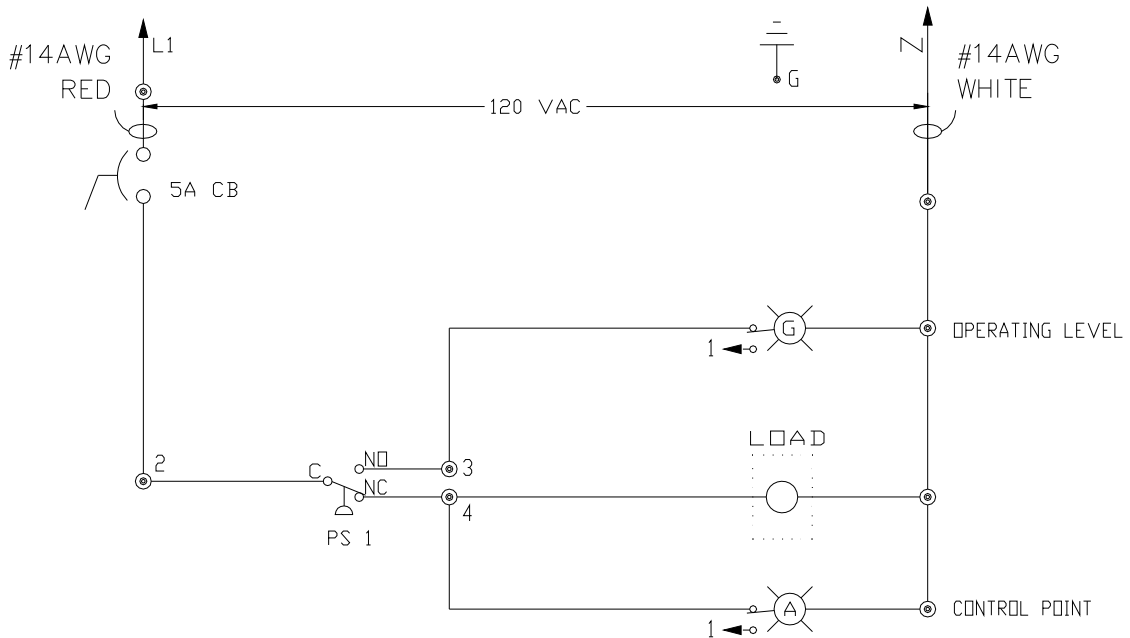 L1
#14AWG
RED
G
N
#14AWG
WHITE
120 VAC
5A CB
G
1
OPERATING LEVEL
LOAD
2
C
NO
3
NC
4
PS 1
A
1
CONTROL POINT